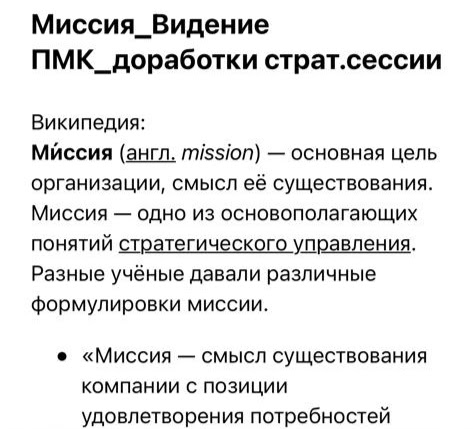 Миссия_Видение
ПМК_доработки страт.сессии
Википедия:
Ми́ссия (англ. mission) — основная цель
организации, смысл её существования.
Миссия — одно из основополагающих
понятий стратегического управления.
Разные учёные давали различные
формулировки миссии.
• «Миссия — смысл существования
компании с позиции
удовлетворения потребностей